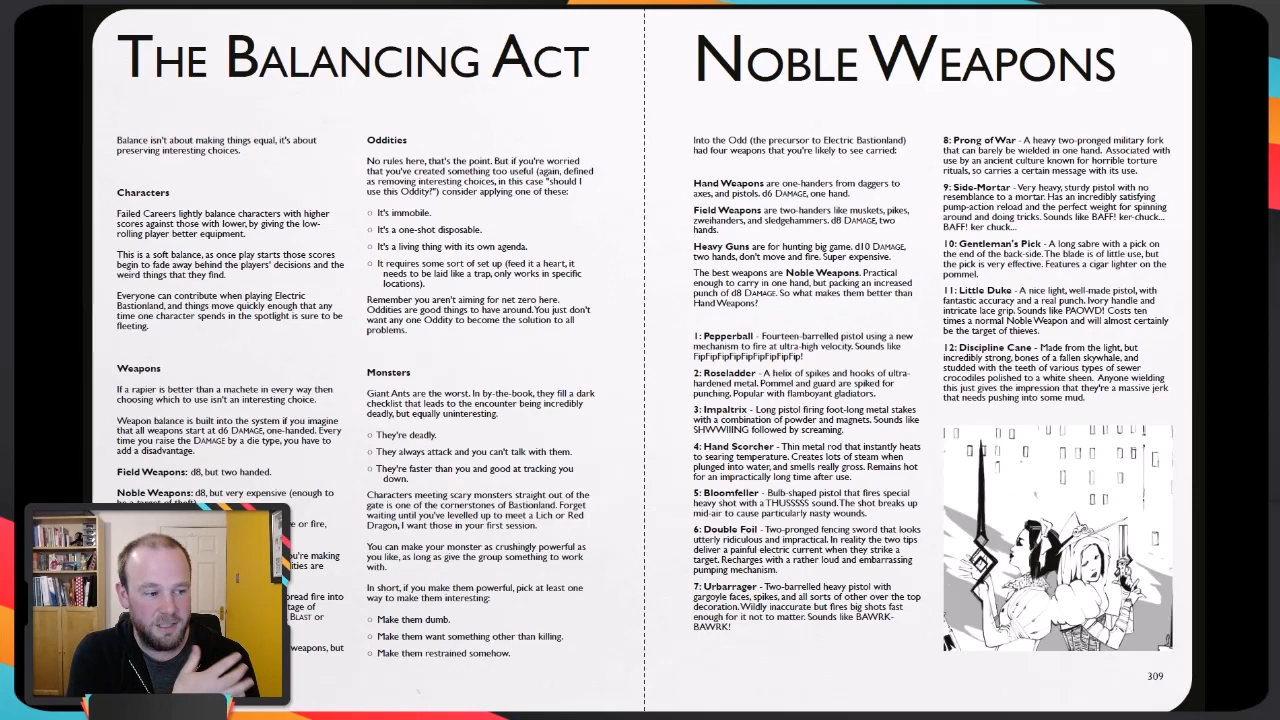 The Balancing Act
Balance isn't about making things equal, it's about
preserving interesting choices.
Characters
Failed Careers lightly balance characters with higher
scores against those with lower, by giving the low-
rolling player better equipment.
This is a soft balance, as once play starts those scores
begin to fade away behind the players' decisions and the
weird things that they find.
Everyone can contribute when playing Electric
Bastionland, and things move quickly enough that any
time one character spends in the spotlight is sure to be
fleeting.
Weapons
If a rapier is better than a machete in every way then
choosing which to use isn't an interesting choice.
Weapon balance is built into the system if you imagine
that all weapons start at d6 Damage, one-handed. Every
time you raise the Damage by a die type, you have to
add a disadvantage.
Field Weapons: d8, but two handed.
Noble Weapons: d8, but very expensive (enough to
e or fire,
ou're making
ities are
read fire into
tage of
, Blast or
weapons, but
Oddities
No rules here, that's the point. But if you're worried
that you've created something too useful (again, defined
as removing interesting choices, in this case "should I
use this Oddity?") consider applying one of these:
○ It's immobile.
○ It's a one-shot disposable.
○ It's a living thing with its own agenda.
○ It requires some sort of set up (feed it a heart, it
needs to be laid like a trap, only works in specific
locations).
Remember you aren't aiming for net zero here.
Oddities are good things to have around. You just don't
want any one Oddity to become the solution to all
problems.
Monsters
Giant Ants are the worst. In by-the-book, they fill a dark
checklist that leads to the encounter being incredibly
deadly, but equally uninteresting.
○ They're deadly.
○ They always attack and you can't talk with them.
○ They're faster than you and good at tracking you
down.
Characters meeting scary monsters straight out of the
gate is one of the cornerstones of Bastionland. Forget
waiting until you've levelled up to meet a Lich or Red
Dragon, I want those in your first session.
You can make your monster as crushingly powerful as
you like, as long as give the group something to work
with.
In short, if you make them powerful, pick at least one
way to make them interesting:
○ Make them dumb.
○ Make them want something other than killing.
○ Make them restrained somehow.
Noble Weapons
Into the Odd (the precursor to Electric Bastionland)
had four weapons that you're likely to see carried:
Hand Weapons are one-handers from daggers to
axes, and pistols. d6 Damage, one hand.
Field Weapons are two-handers like muskets, pikes,
zweihanders, and sledgehammers. d8 Damage, two
hands.
Heavy Guns are for hunting big game. d10 Damage,
two hands, don't move and fire. Super expensive.
The best weapons are Noble Weapons. Practical
enough to carry in one hand, but packing an increased
punch of d8 Damage. So what makes them better than
Hand Weapons?
1: Pepperball - Fourteen-barrelled pistol using a new
mechanism to fire at ultra-high velocity. Sounds like
FipFipFipFipFipFipFipFip!
2: Roseladder - A helix of spikes and hooks of ultra-
hardened metal. Pommel and guard are spiked for
punching. Popular with flamboyant gladiators.
3: Impaltrix - Long pistol firing foot-long metal stakes
with a combination of powder and magnets. Sounds like
SHWWIIING followed by screaming.
4: Hand Scorcher - Thin metal rod that instantly heats
to searing temperature. Creates lots of steam when
plunged into water, and smells really gross. Remains hot
for an impractically long time after use.
5: Bloomfeller - Bulb-shaped pistol that fires special
heavy shot with a THUSSSSS sound. The shot breaks up
mid-air to cause particularly nasty wounds.
6: Double Foil - Two-pronged fencing sword that looks
utterly ridiculous and impractical. In reality the two tips
deliver a painful electric current when they strike a
target. Recharges with a rather loud and embarrassing
pumping mechanism.
7: Urbarrager - Two-barrelled heavy pistol with
gargoyle faces, spikes, and all sorts of other over the top
decoration. Wildly inaccurate but fires big shots fast
enough for it not to matter. Sounds like BAWRK-
BAWRK!
8: Prong of War - A heavy two-pronged military fork
that can barely be wielded in one hand. Associated with
use by an ancient culture known for horrible torture
rituals, so carries a certain message with its use.
9: Side-Mortar - Very heavy, sturdy pistol with no
resemblance to a mortar. Has an incredibly satisfying
pump-action reload and the perfect weight for spinning
around and doing tricks. Sounds like BAFF! ker-chuck...
BAFF! ker chuck...
10: Gentleman's Pick - A long sabre with a pick on
the end of the back-side. The blade is of little use, but
the pick is very effective. Features a cigar lighter on the
pommel.
11: Little Duke - A nice light, well-made pistol, with
fantastic accuracy and a real punch. Ivory handle and
intricate lace grip. Sounds like PAOWD! Costs ten
times a normal Noble Weapon and will almost certainly
be the target of thieves.
12: Discipline Cane - Made from the light, but
incredibly strong, bones of a fallen skywhale, and
studded with the teeth of various types of sewer
crocodiles polished to a white sheen. Anyone wielding
this just gives the impression that they're a massive jerk
that needs pushing into some mud.
309